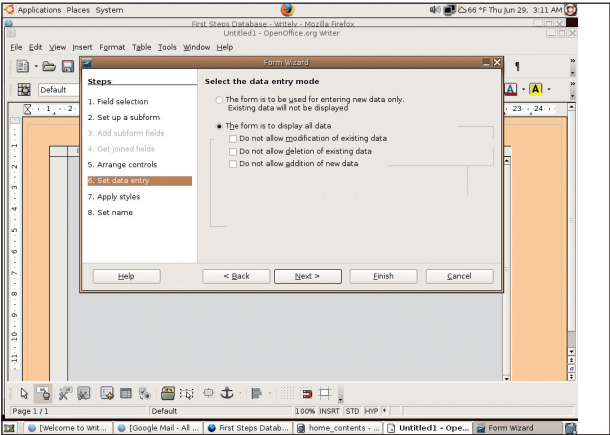 Applications Places System
66 °F Thu Jun 29, 3:11 AM
First Steps Database - Writely - Mozilla Firefox
Untitled1 - OpenOffice.org Writer
File Edit View Insert Format Table Tools Window Help
Form Wizard
Default
Steps
1. Field selection
2. Set up a subform
3. Add subform fields
4. Get joined fields
5. Arrange controls
6. Set data entry
7. Apply styles
8. Set name
Select the data entry mode
The form is to be used for entering new data only.
Existing data will not be displayed
The form is to display all data
Do not allow modification of existing data
Do not allow deletion of existing data
Do not allow addition of new data
Help < Back Next > Finish Cancel
Page 1 / 1 Default 100% INSRT STD HYP *
[Welcome to Writ... [Google Mail - All ... First Steps Datab... home_contents - ... Untitled1 - Ope... Form Wizard